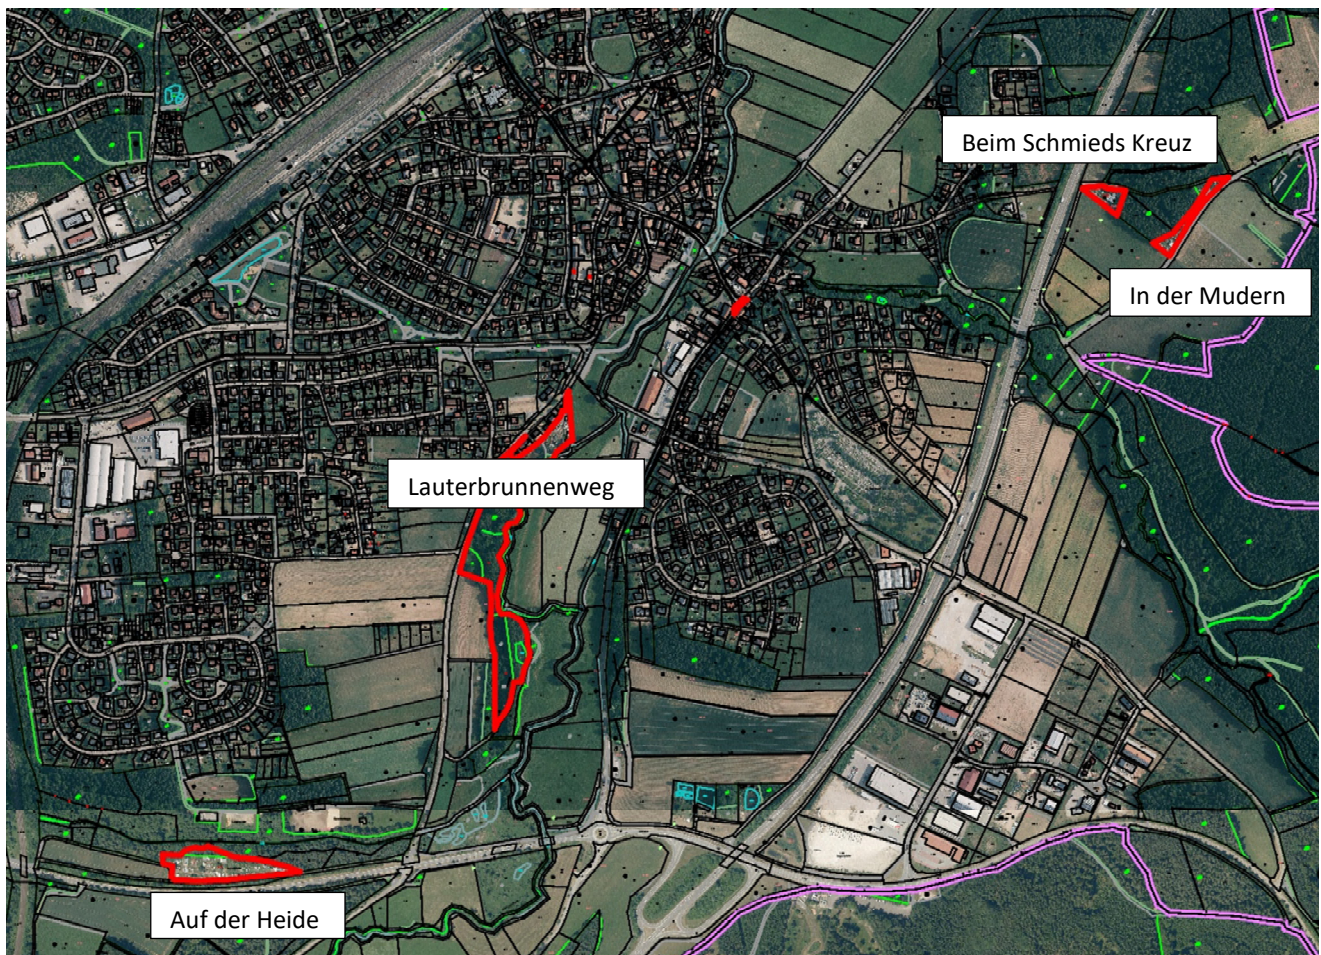 Beim Schmieds Kreuz
In der Mudern
Lauterbrunnenweg
Auf der Heide